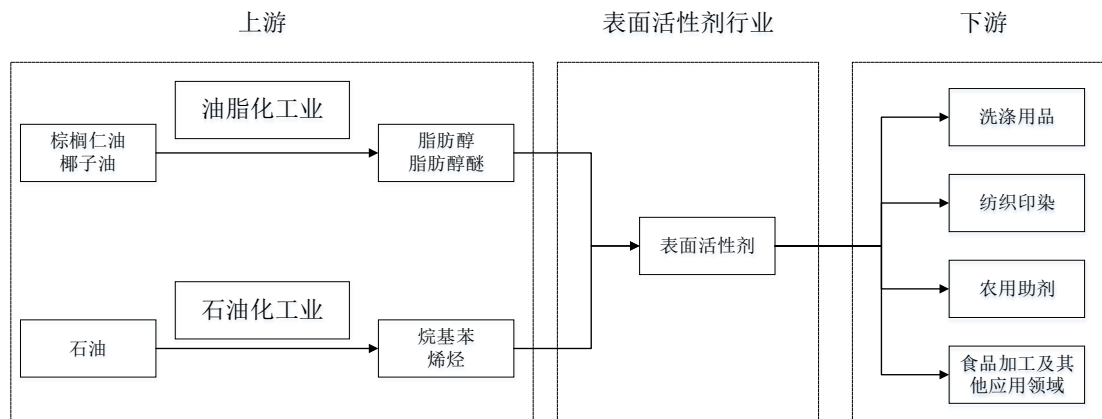 上游
表面活性剂行业
下游
油脂化工业
棕榈仁油
椰子油
脂肪醇
脂肪醇醚
石油化工业
石油
烷基苯
烯烃
表面活性剂
洗涤用品
纺织印染
农用助剂
食品加工及其
他应用领域